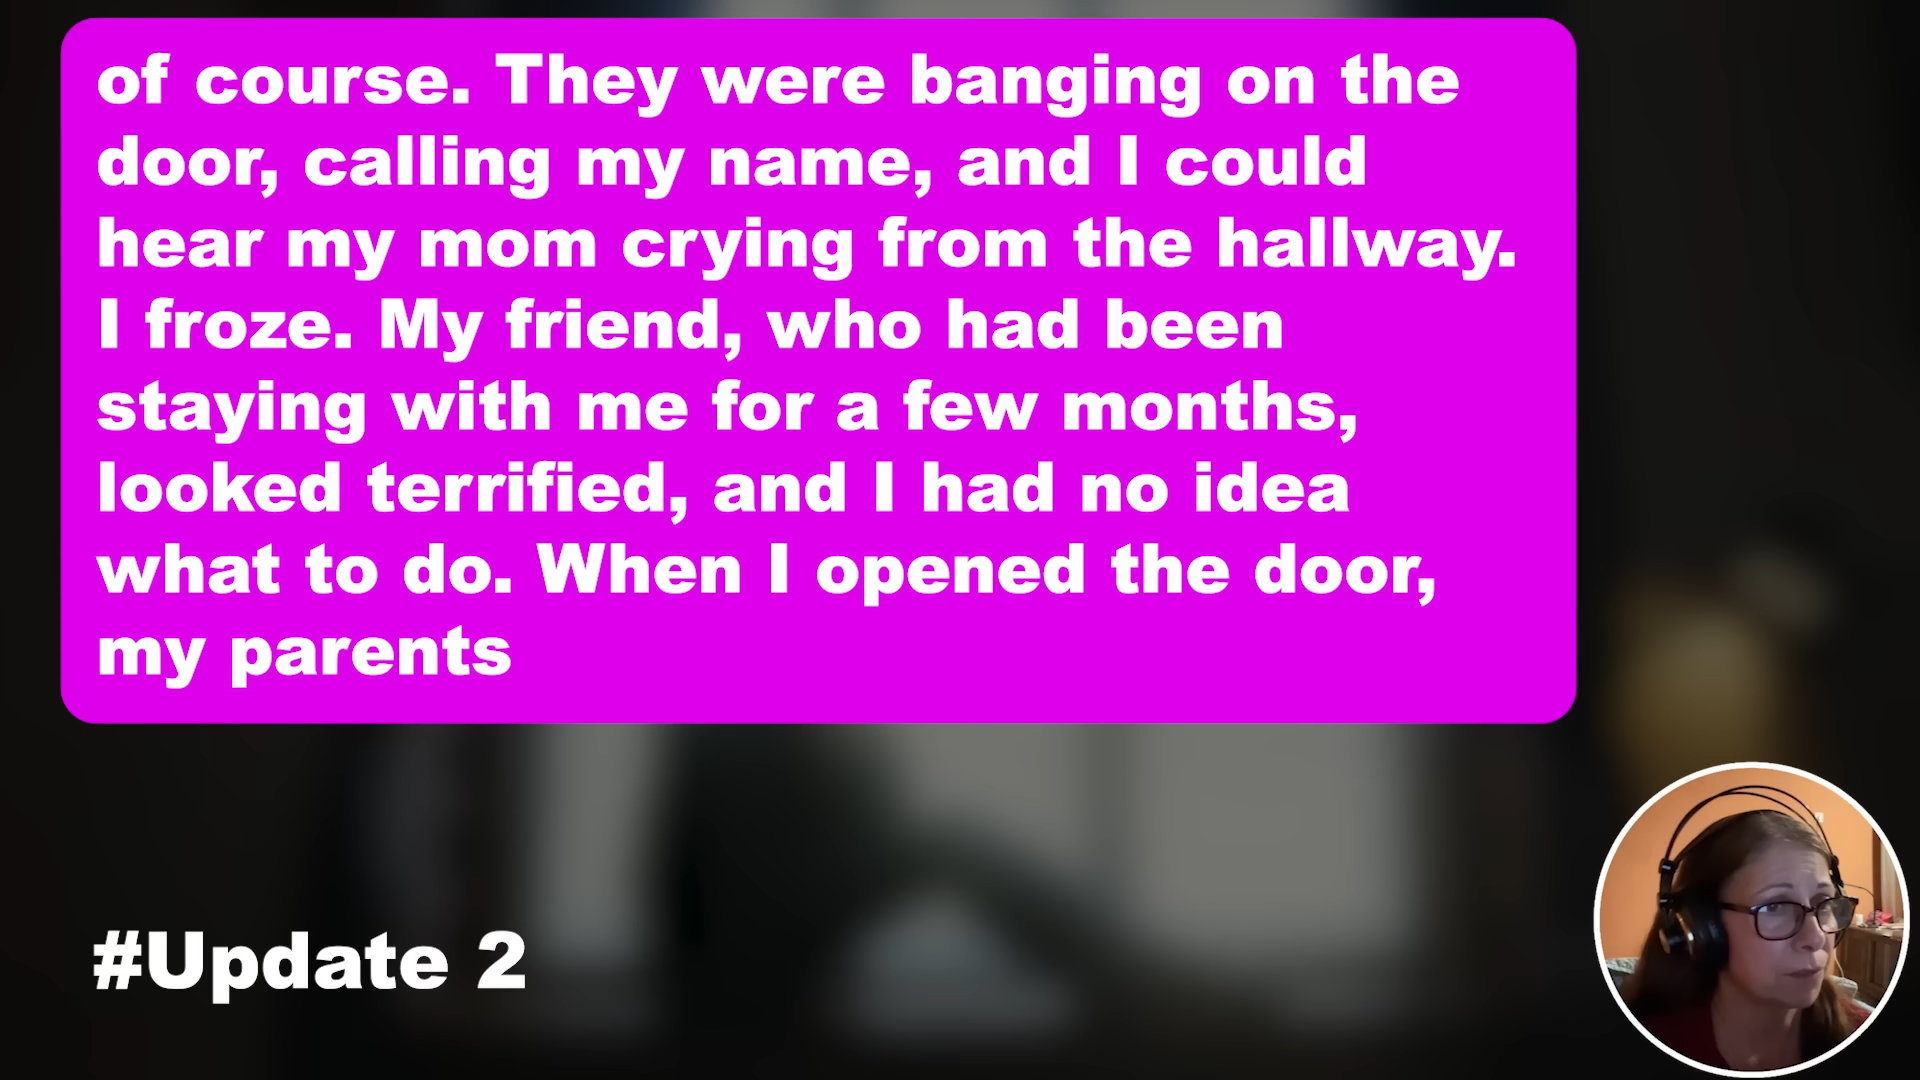 of course. They were banging on the
door, calling my name, and I could
hear my mom crying from the hallway.
I froze. My friend, who had been
staying with me for a few months,
looked terrified, and I had no idea
what to do. When I opened the door,
my parents
#Update 2